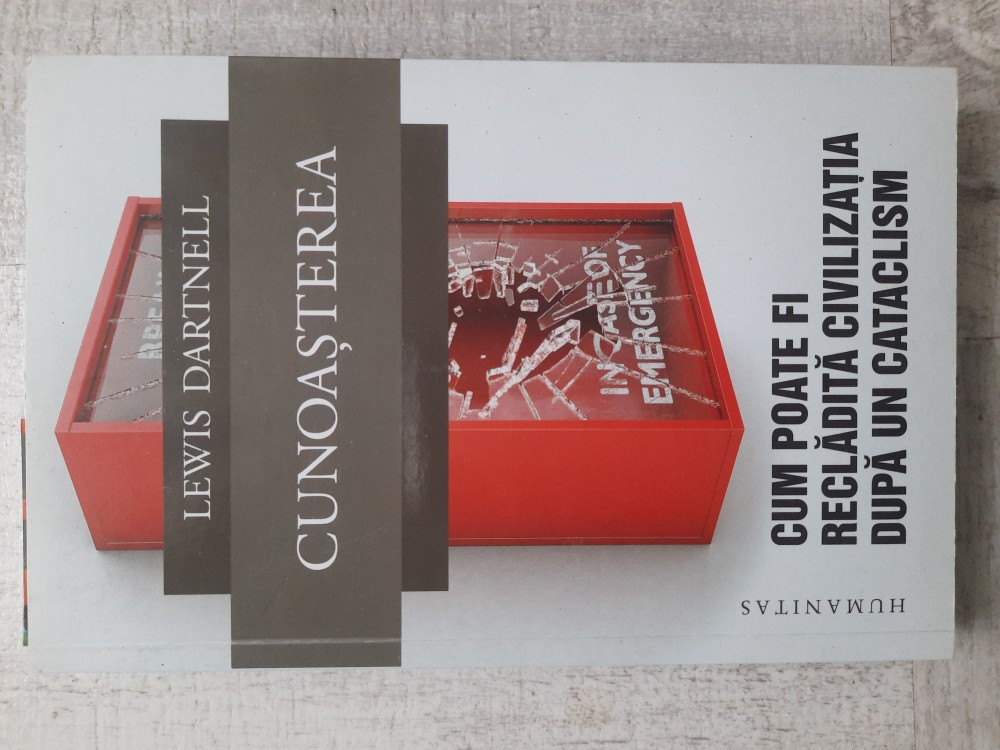 LEWIS DARTNELL
CUNOAȘTEREA
IN CASE OF
EMERGENCY
CUM POATE FI
RECLĂDITĂ CIVILIZAȚIA
DUPĂ UN CATACLISM
HUMANITAS